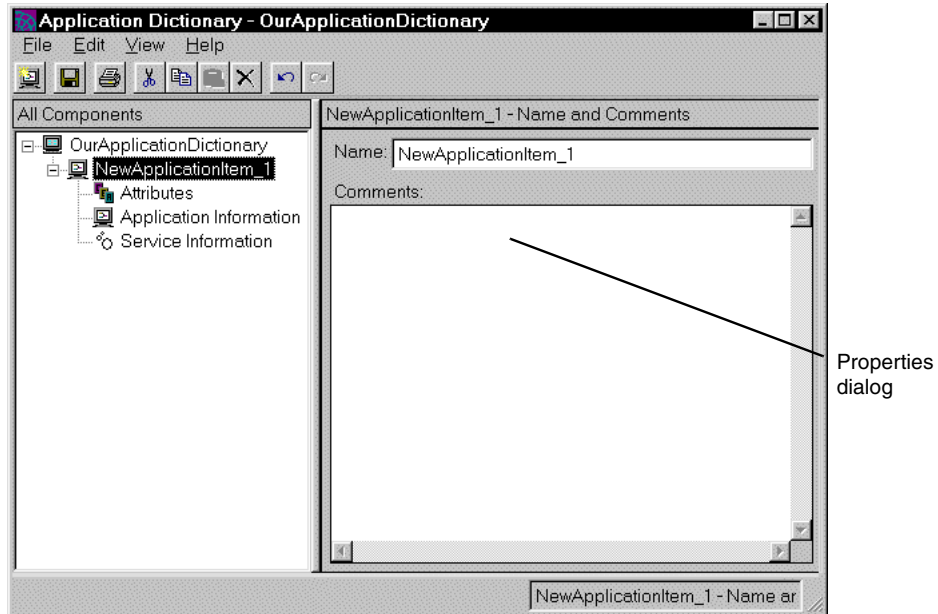 Application Dictionary - OurApplicationDictionary
File Edit View Help
All Components
NewApplicationItem_1 - Name and Comments
OurApplicationDictionary
NewApplicationItem_1
Attributes
Application Information
Service Information
Name: NewApplicationItem_1
Comments:
Properties
dialog
NewApplicationItem_1 - Name ar